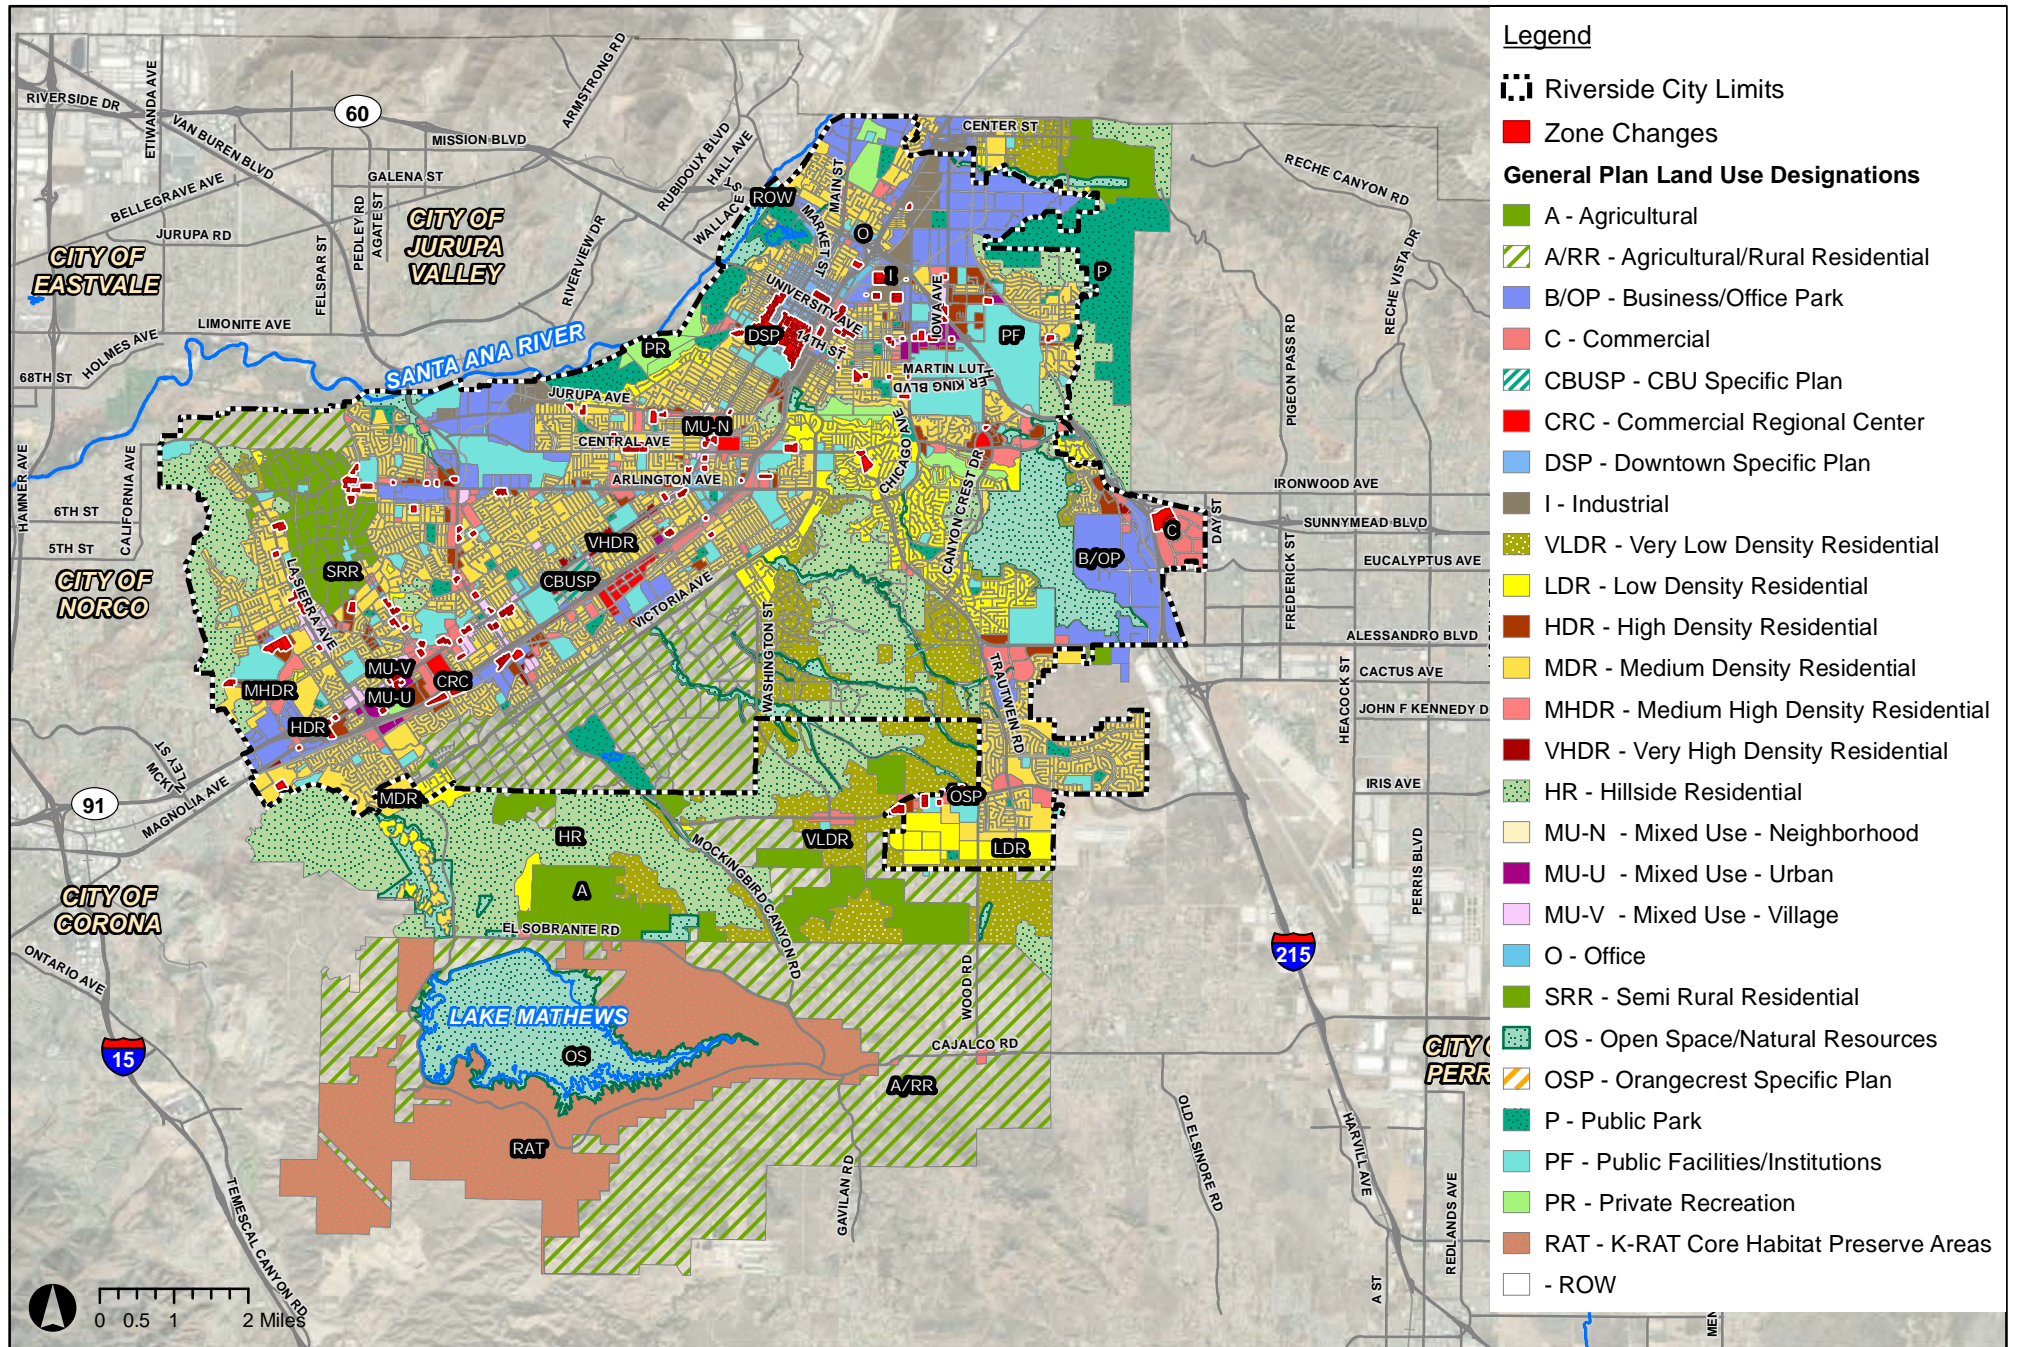 Legend
Riverside City Limits
Zone Changes
General Plan Land Use Designations
A - Agricultural
A/RR - Agricultural/Rural Residential
B/OP - Business/Office Park
C - Commercial
CBUSP - CBU Specific Plan
CRC - Commercial Regional Center
DSP - Downtown Specific Plan
I - Industrial
VLDR - Very Low Density Residential
LDR - Low Density Residential
HDR - High Density Residential
MDR - Medium Density Residential
MHDR - Medium High Density Residential
VHDR - Very High Density Residential
HR - Hillside Residential
MU-N - Mixed Use - Neighborhood
MU-U - Mixed Use - Urban
MU-V - Mixed Use - Village
O - Office
SRR - Semi Rural Residential
OS - Open Space/Natural Resources
OSP - Orangecrest Specific Plan
P - Public Park
PF - Public Facilities/Institutions
PR - Private Recreation
RAT - K-RAT Core Habitat Preserve Areas
- ROW
RIVERSIDE DR
ETIWANDA AVE
VAN BUREN BLVD
60
MISSION BLVD
ARMSTRONG RD
GALENA ST
BELLEGRAVE AVE
JURUPA RD
PEDLEY RD
AGATE ST
FELSPAR ST
RUBIDOUX BLVD
HALL AVE
WALLACE ST
RIVERVIEW DR
CITY OF
JURUPA
VALLEY
CITY OF
EASTVALE
LIMONITE AVE
HOLMES AVE
68TH ST
SANTA ANA RIVER
CENTER ST
MAIN ST
MARKET ST
ROW
O
I
P
PF
DSP
PR
UNIVERSITY AVE
14TH ST
IOWA AVE
MARTIN LUTHER KING BLVD
RECHE CANYON RD
RECHE VISTA DR
PIGEON PASS RD
JURUPA AVE
MU-N
CENTRAL AVE
ARLINGTON AVE
CHICAGO AVE
CANYON CREST DR
HAMNER AVE
CALIFORNIA AVE
6TH ST
5TH ST
CITY OF
NORCO
SRR
LA SIERRA AVE
VHDR
CBUSP
VICTORIA AVE
WASHINGTON ST
B/OP
C
DAY ST
IRONWOOD AVE
SUNNYMEAD BLVD
EUCALYPTUS AVE
FREDERICK ST
ALESSANDRO BLVD
CACTUS AVE
HEACOCK ST
JOHN F KENNEDY D
TRAUTWEIN RD
MU-V
MU-U
CRC
MHDR
HDR
MCKINLEY ST
MAGNOLIA AVE
91
MDR
IRIS AVE
PERRIS BLVD
OSP
VLDR
LDR
HR
A
MOCKINGBIRD CANYON RD
EL SOBRANTE RD
CITY OF
CORONA
ONTARIO AVE
15
LAKE MATHEWS
OS
WOOD RD
CAJALCO RD
A/RR
RAT
GAVILAN RD
OLD ELSINORE RD
215
CITY
PERR
HARVILL AVE
REDLANDS AVE
A ST
TEMESCAL CANYON RD
0 0.5 1 2 Miles